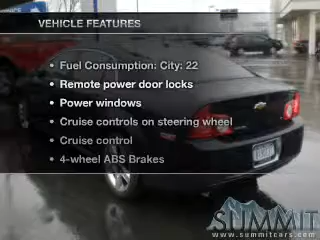 VEHICLE FEATURES
• Fuel Consumption: City: 22
• Remote power door locks
• Power windows
• Cruise controls on steering wheel
• Cruise control
• 4-wheel ABS Brakes
SUMMIT
www.summitcars.com